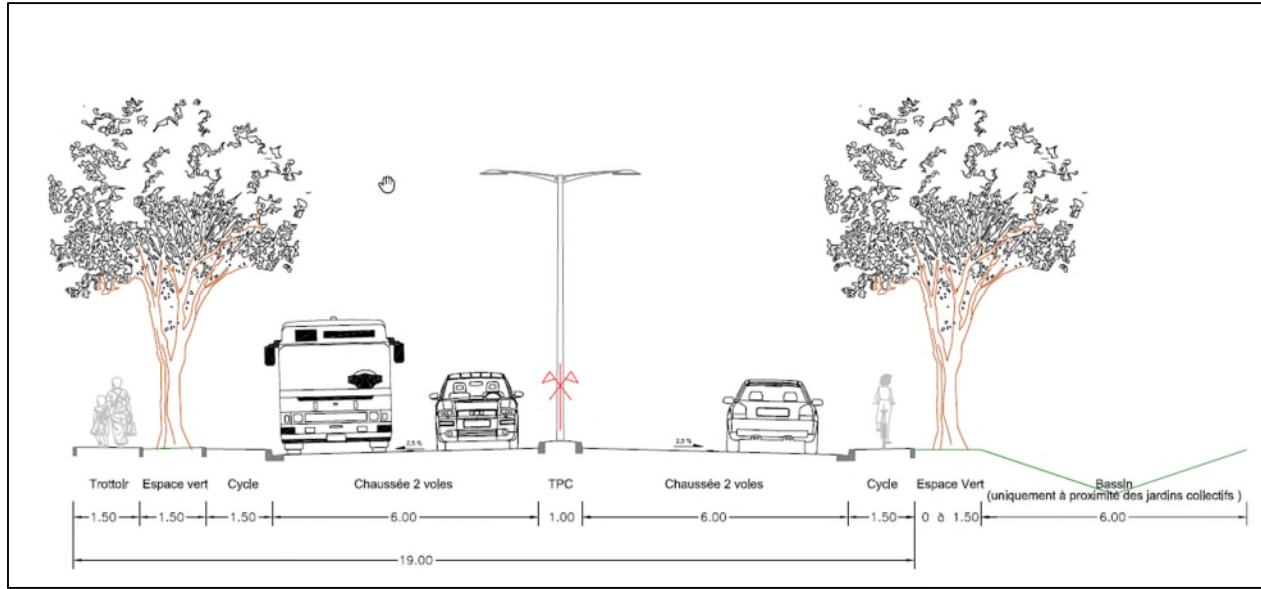 2,5 %
2,5 %
Trottoir Espace vert Cycle Chaussée 2 voies TPC Chaussée 2 voies Cycle Espace Vert Bassin
(uniquement à proximité des jardins collectifs )
1.50 1.50 1.50 6.00 1.00 6.00 1.50 0 à 1.50 6.00
19.00